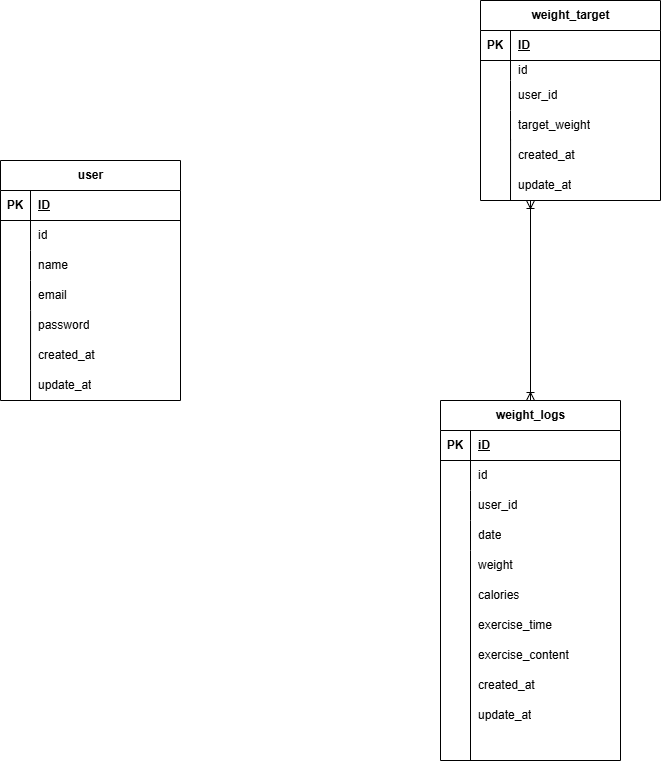 weight_target
PK ID
id
user_id
target_weight
created_at
update_at
user
PK ID
id
name
email
password
created_at
update_at
weight_logs
PK iD
id
user_id
date
weight
calories
exercise_time
exercise_content
created_at
update_at